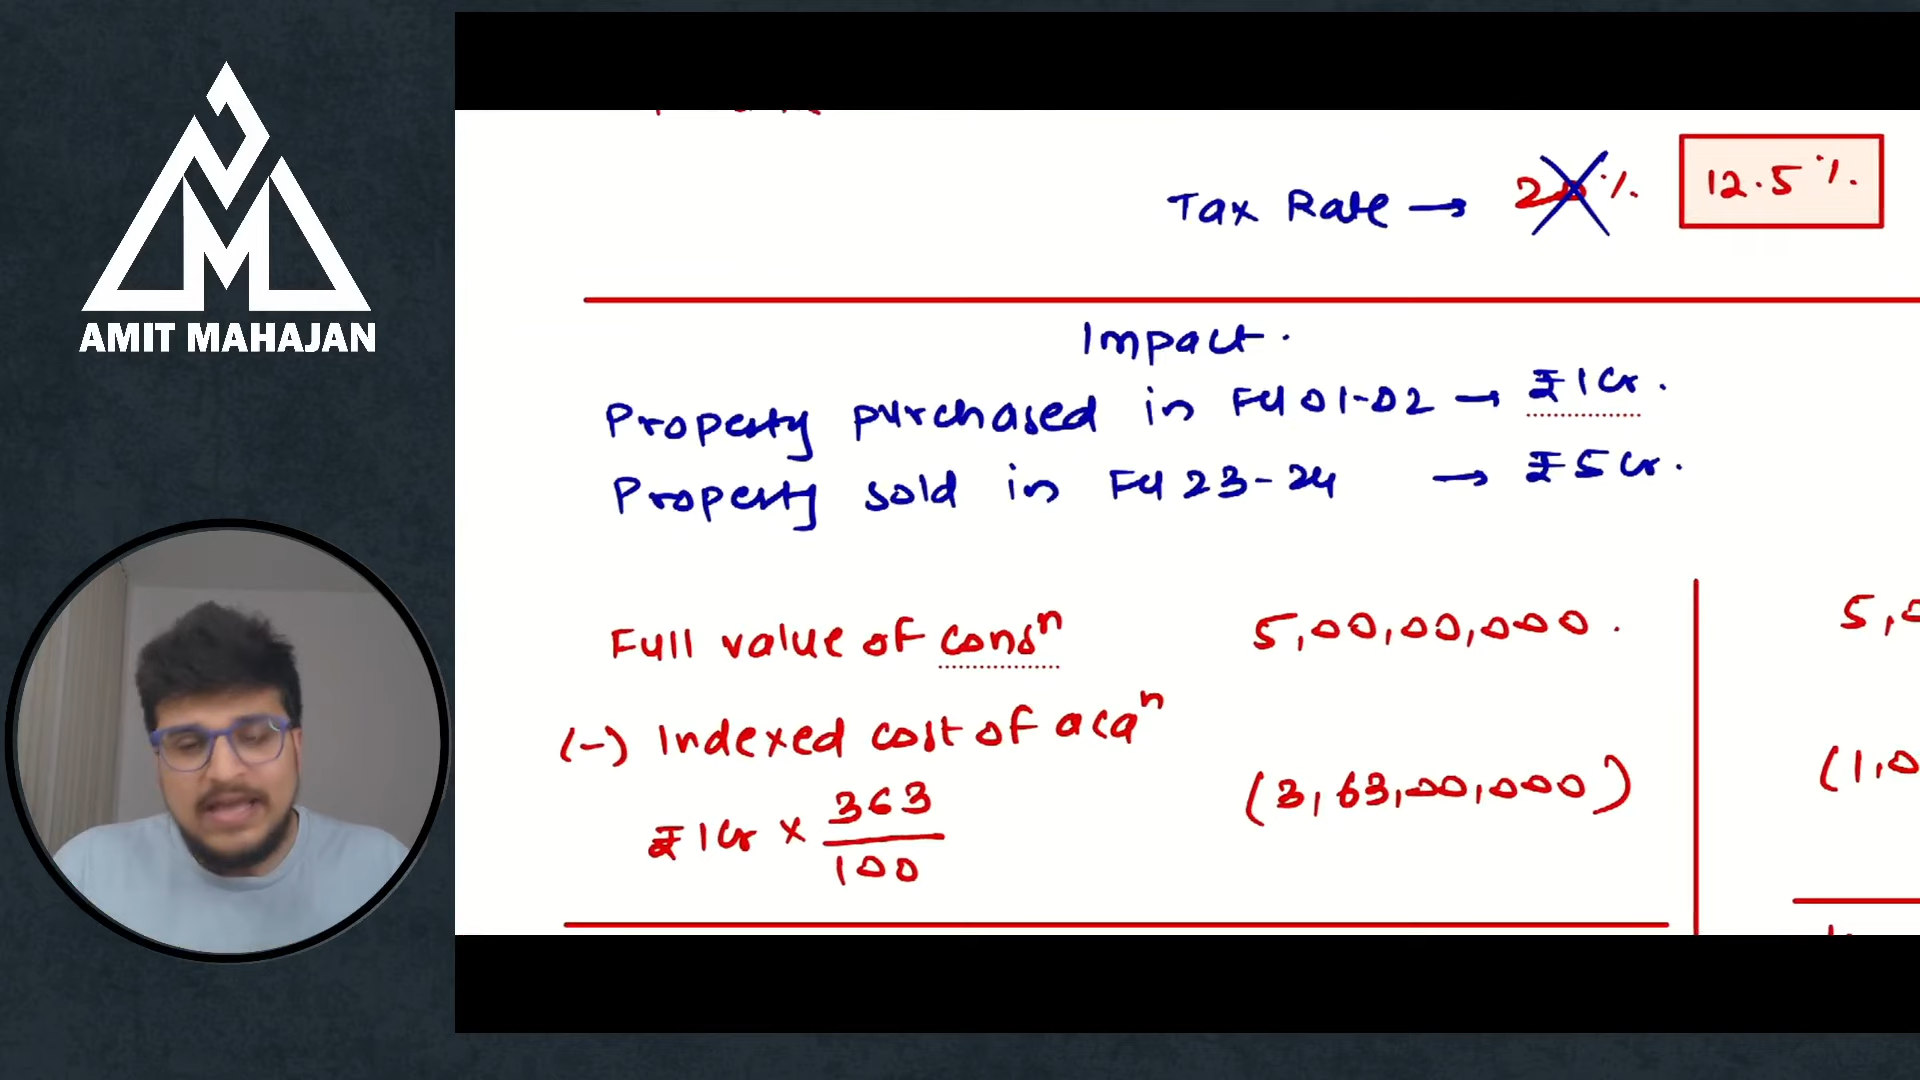 AMIT MAHAJAN
Tax Rate → 20% 12.5%
Impact.
Property purchased in FY 01-02 → ₹1Cr.
Property sold in FY 23-24 → ₹5Cr.
Full value of consⁿ 5,00,00,000.
(-) Indexed cost of acqⁿ
₹1Cr × 363/100 (3,63,00,000)